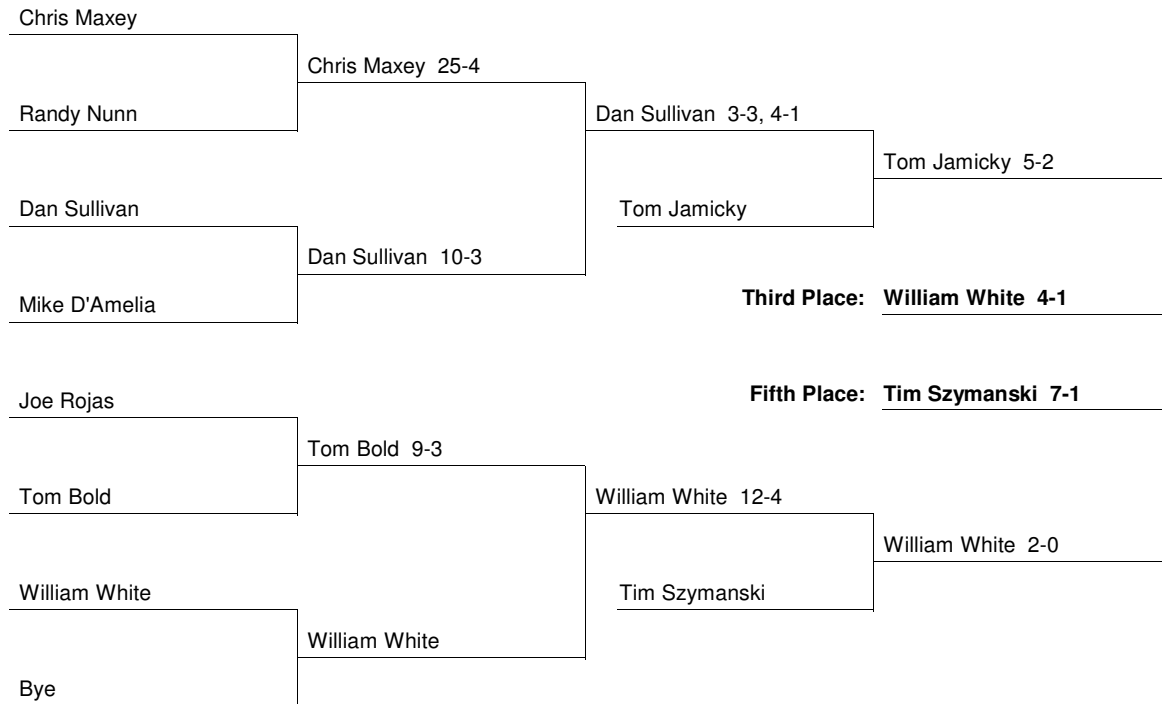 Chris Maxey
Chris Maxey 25-4
Randy Nunn
Dan Sullivan 3-3, 4-1
Tom Jamicky 5-2
Dan Sullivan
Tom Jamicky
Dan Sullivan 10-3
Mike D'Amelia
Third Place: William White 4-1
Joe Rojas
Fifth Place: Tim Szymanski 7-1
Tom Bold 9-3
Tom Bold
William White 12-4
William White 2-0
William White
Tim Szymanski
William White
Bye